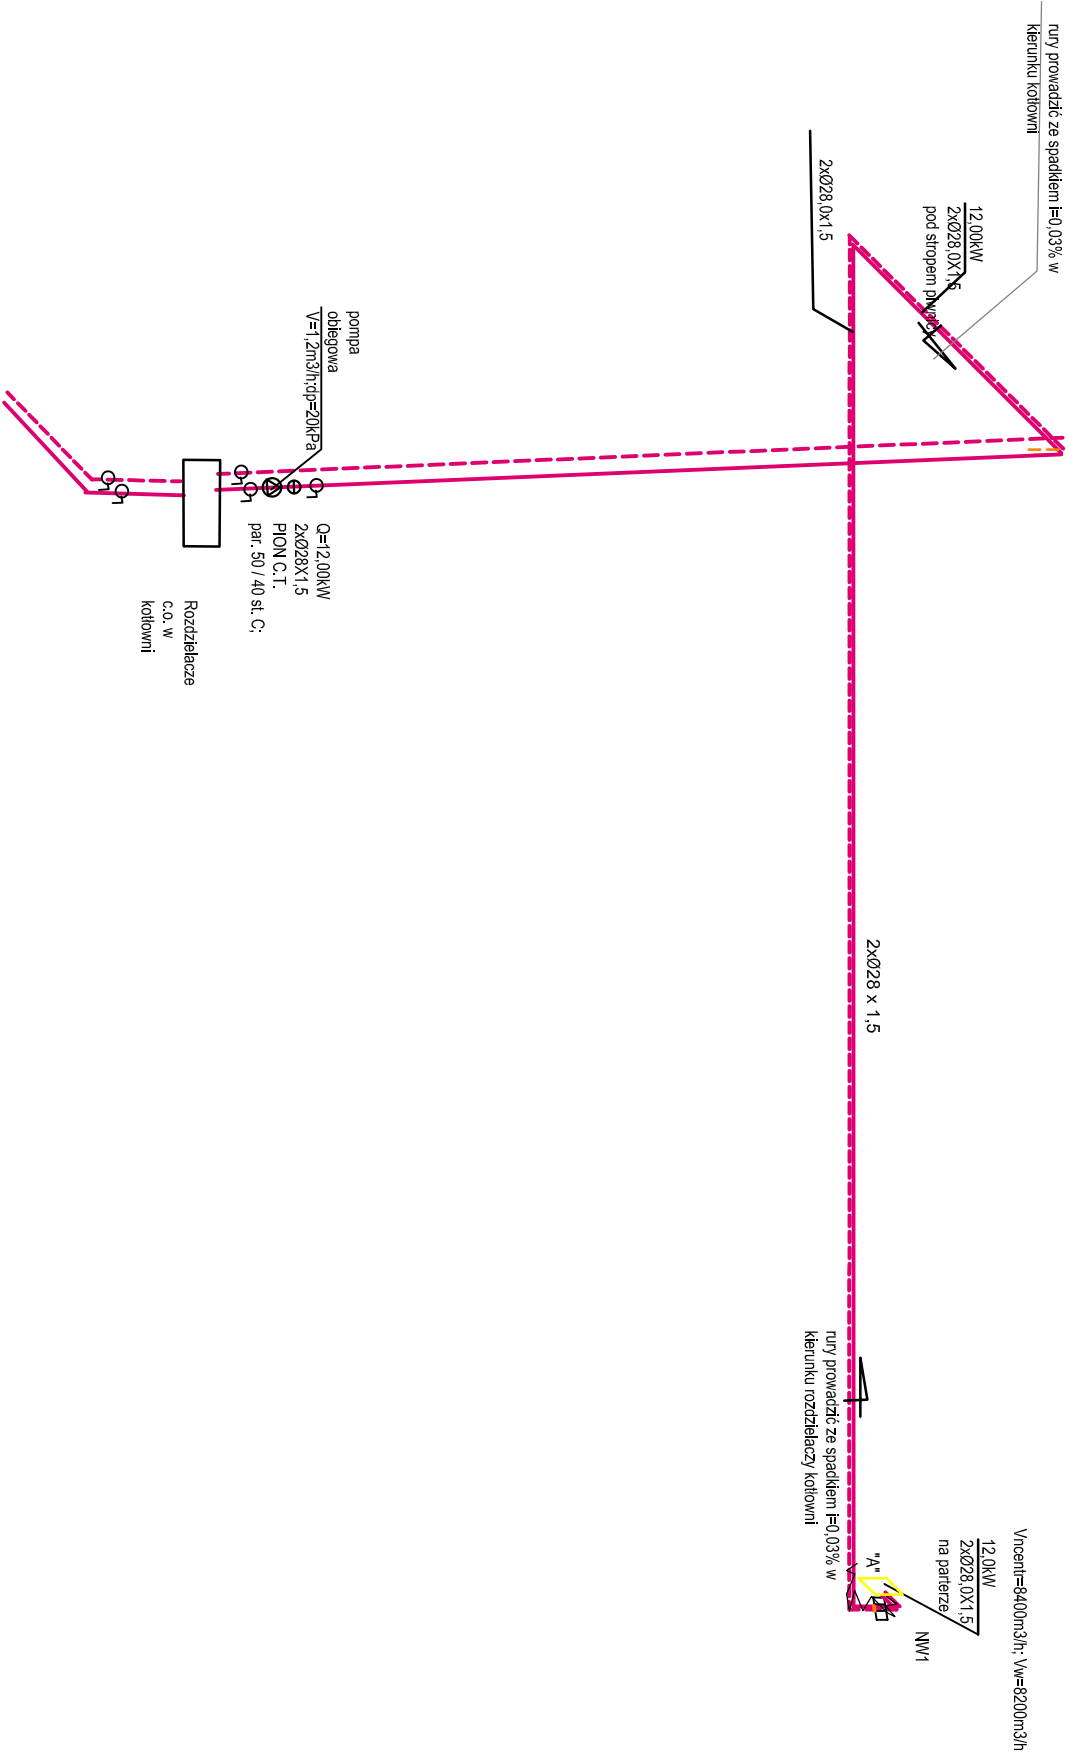 rury prowadzić ze spadkiem i=0,03% w
kierunku kotłowni
12,00kW
2xØ28,0X1,5
pod stropem piwnicy
2xØ28,0x1,5
pompa
obiegowa
V=1,2m3/h;dp=20kPa
Q=12,00kW
2xØ28X1,5
PION C.T.
par. 50 / 40 st. C;
Rozdzielacze
c.o. w
kotłowni
2xØ28 x 1,5
rury prowadzić ze spadkiem i=0,03% w
kierunku rozdzielaczy kotłowni
Vncentr=8400m3/h; Vw=8200m3/h
12,0kW
2xØ28,0X1,5
na parterze
"A"
NW1